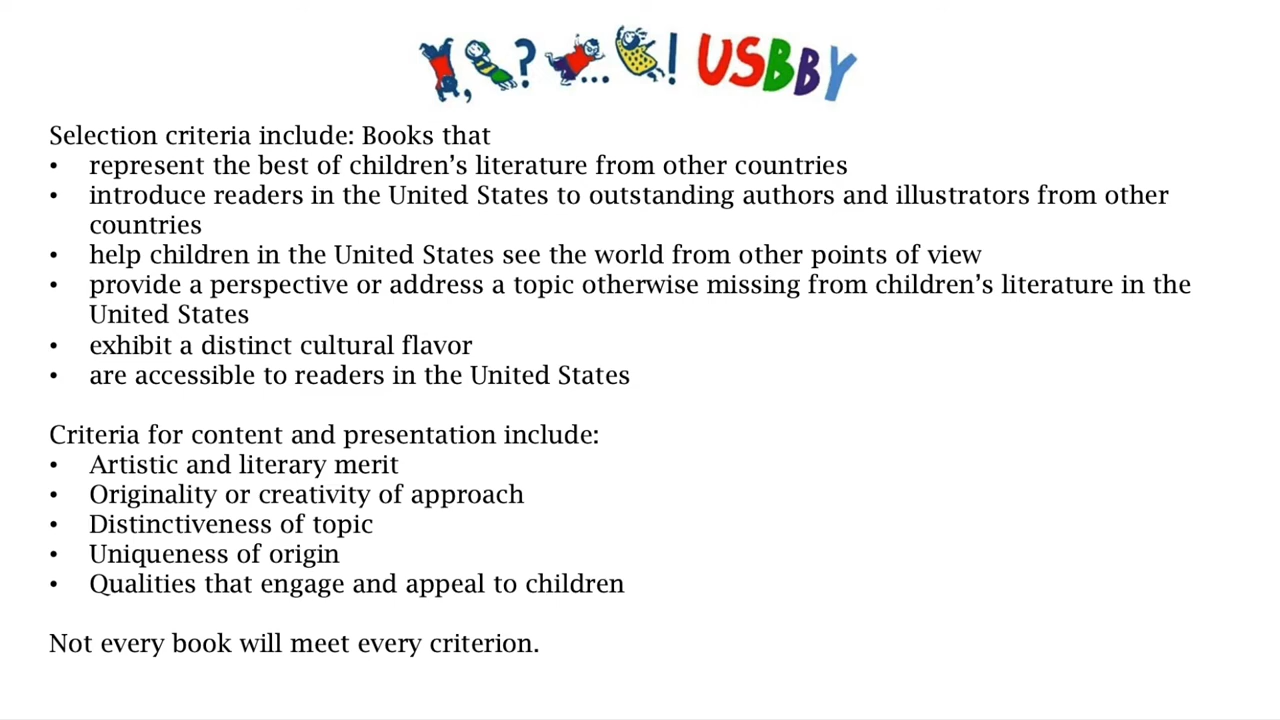 Y, ? ... ! USBBY
Selection criteria include: Books that
• represent the best of children’s literature from other countries
• introduce readers in the United States to outstanding authors and illustrators from other
countries
• help children in the United States see the world from other points of view
• provide a perspective or address a topic otherwise missing from children’s literature in the
United States
• exhibit a distinct cultural flavor
• are accessible to readers in the United States
Criteria for content and presentation include:
• Artistic and literary merit
• Originality or creativity of approach
• Distinctiveness of topic
• Uniqueness of origin
• Qualities that engage and appeal to children
Not every book will meet every criterion.